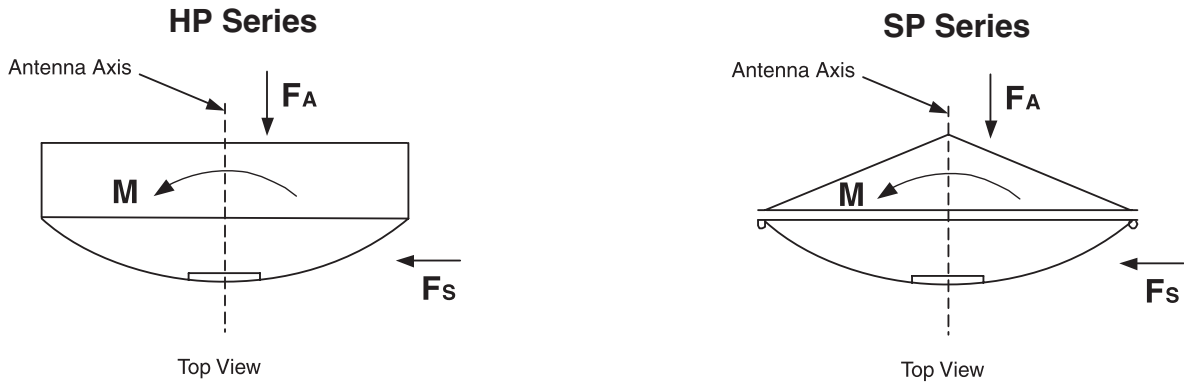 HP Series
Antenna Axis
FA
M
FS
Top View
SP Series
Antenna Axis
FA
M
FS
Top View